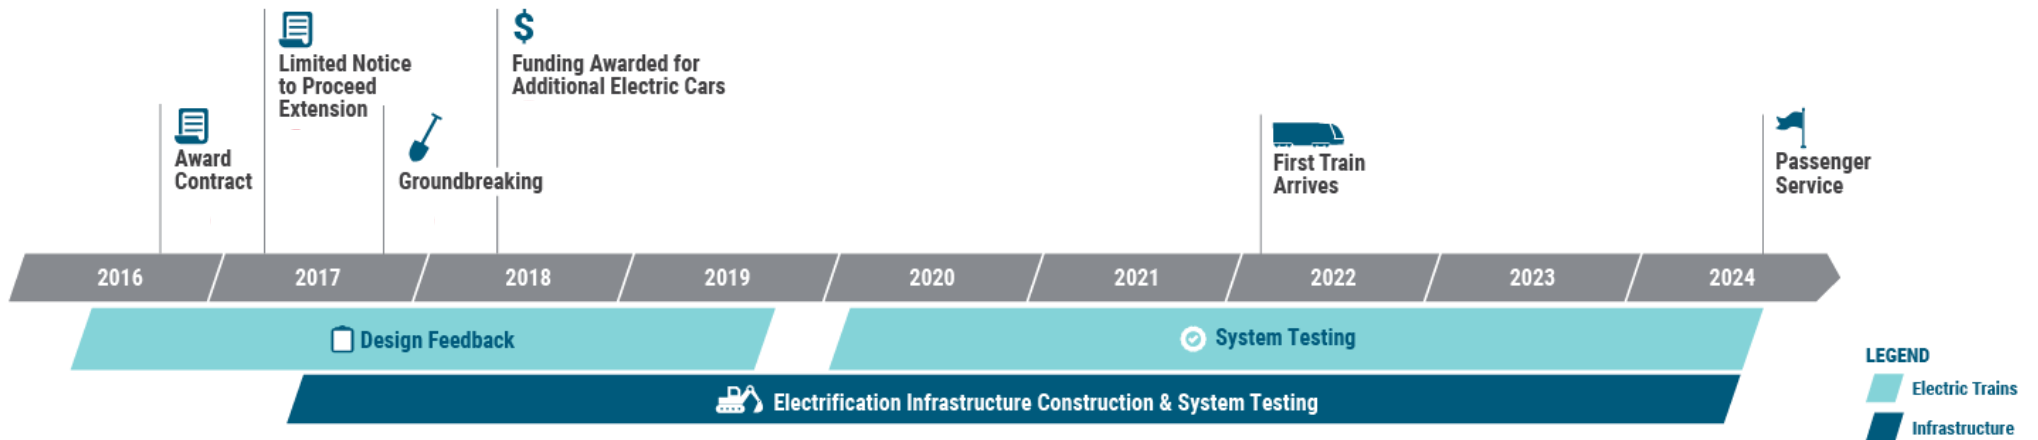 Limited Notice
to Proceed
Extension
$
Funding Awarded for
Additional Electric Cars
Award
Contract
Groundbreaking
First Train
Arrives
Passenger
Service
2016
2017
2018
2019
2020
2021
2022
2023
2024
Design Feedback
System Testing
Electrification Infrastructure Construction & System Testing
LEGEND
Electric Trains
Infrastructure